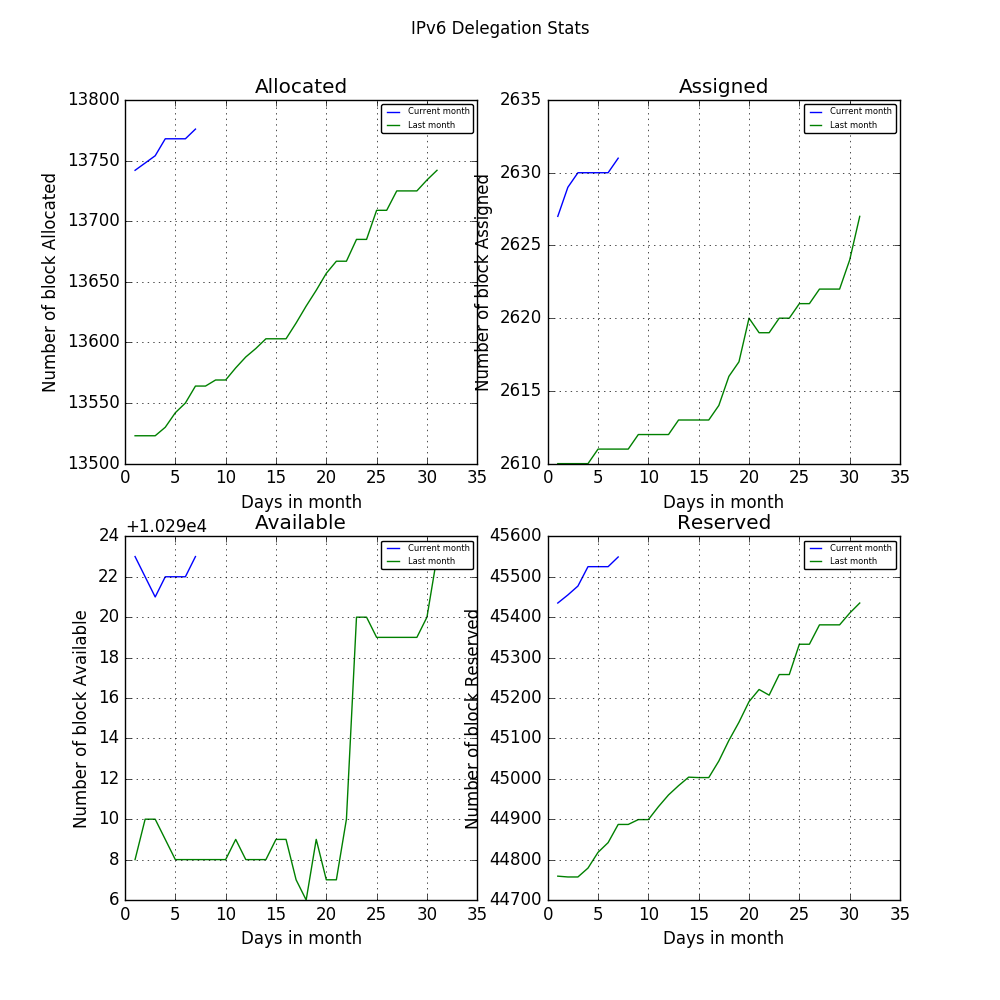 IPv6 Delegation Stats
Allocated
Current month
Last month
13800
13750
13700
13650
13600
13550
13500
Number of block Allocated
0 5 10 15 20 25 30 35
Days in month
Assigned
Current month
Last month
2635
2630
2625
2620
2615
2610
Number of block Assigned
0 5 10 15 20 25 30 35
Days in month
Available
+1.029e4
Current month
Last month
24
22
20
18
16
14
12
10
8
6
Number of block Available
0 5 10 15 20 25 30 35
Days in month
Reserved
Current month
Last month
45600
45500
45400
45300
45200
45100
45000
44900
44800
44700
Number of block Reserved
0 5 10 15 20 25 30 35
Days in month